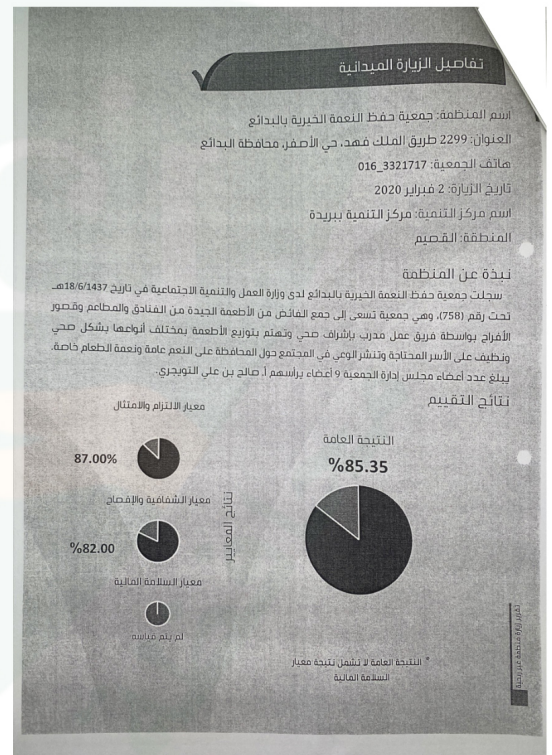 تفاصيل الزيارة الميدانية
اسم المنظمة: جمعية حفظ النعمة الخيرية بالبدائع
العنوان: 2299 طريق الملك فهد، حي الأصفر، محافظة البدائع
هاتف الجمعية: 3321717_016
تاريخ الزيارة: 2 فبراير 2020
اسم مركز التنمية: مركز التنمية ببريدة
المنطقة: القصيم
نبذة عن المنظمة
سجلت جمعية حفظ النعمة الخيرية بالبدائع لدى وزارة العمل والتنمية الاجتماعية في تاريخ 18/6/1437هـ
تحت رقم (758)، وهي جمعية تسعى إلى جمع الفائض من الأطعمة الجيدة من الفنادق والمطاعم وقصور
الأفراح بواسطة فريق عمل مدرب بإشراف صحي وتهتم بتوزيع الأطعمة بمختلف أنواعها بشكل صحي
ونظيف على الأسر المحتاجة وتنشر الوعي في المجتمع حول المحافظة على النعم عامة ونعمة الطعام خاصة.
يبلغ عدد أعضاء مجلس إدارة الجمعية 9 أعضاء يرأسهم أ. صالح بن علي التويجري.
نتائج التقييم
النتيجة العامة
%85.35
نتائج المعايير
معيار الالتزام والامتثال
87.00%
معيار الشفافية والإفصاح
%82.00
معيار السلامة المالية
لم يتم قياسه
* النتيجة العامة لا تشمل نتيجة معيار
السلامة المالية
تقرير زيارة منظمة غير ربحية